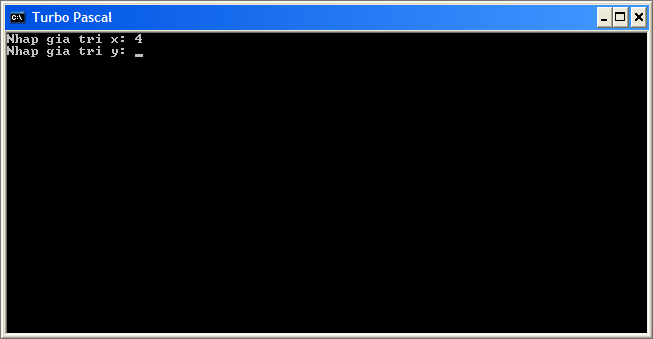 Turbo Pascal
Nhap gia tri x: 4
Nhap gia tri y: _